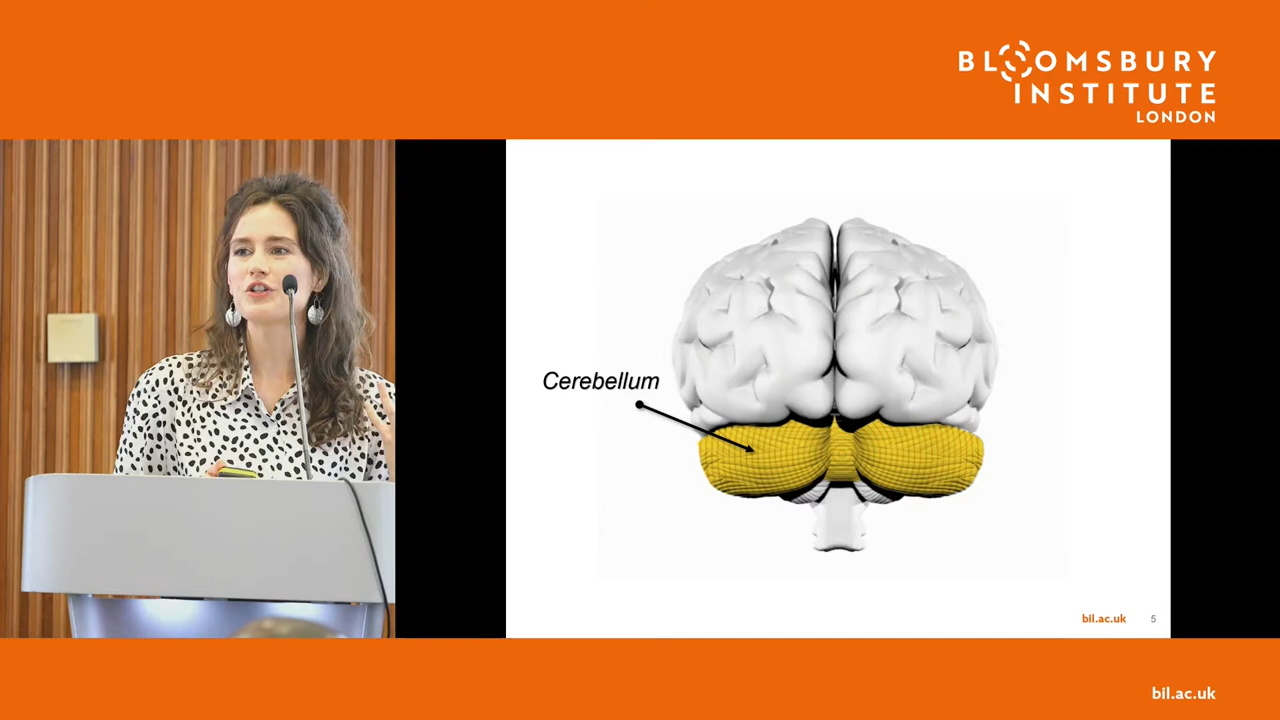 BLOOMSBURY
INSTITUTE
LONDON
Cerebellum
bil.ac.uk 5
bil.ac.uk